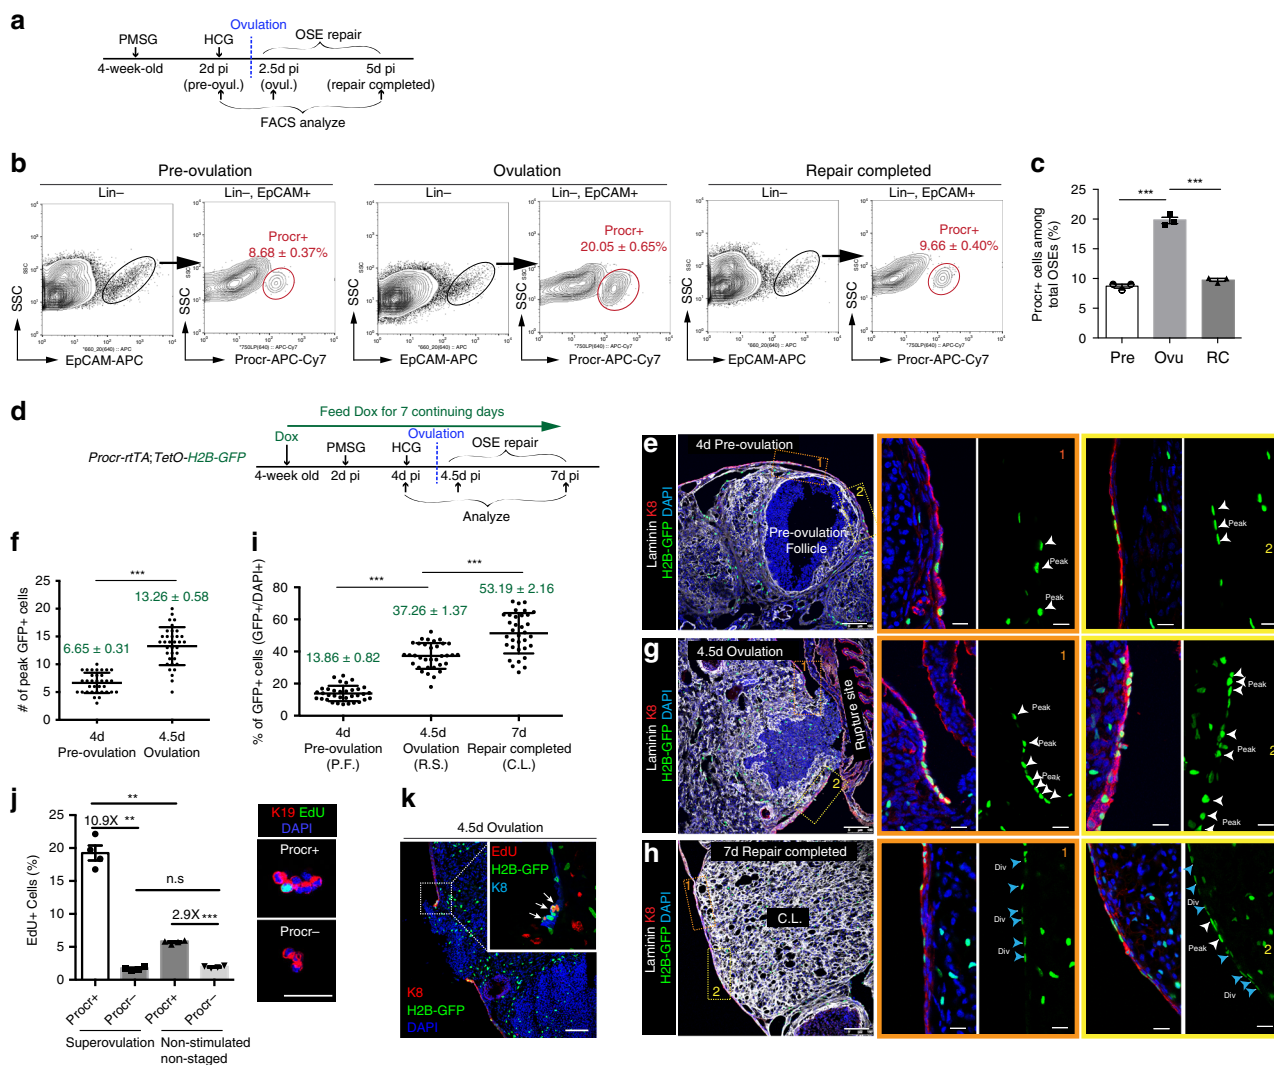 a
PMSG
HCG
Ovulation
OSE repair
4-week-old
2d pi
(pre-ovul.)
2.5d pi
(ovul.)
5d pi
(repair completed)
FACS analyze
b
Pre-ovulation
Ovulation
Repair completed
Lin–
Lin–, EpCAM+
Lin–
Lin–, EpCAM+
Lin–
Lin–, EpCAM+
Procr+
8.68 ± 0.37%
Procr+
20.05 ± 0.65%
Procr+
9.66 ± 0.40%
SSC
SSC
SSC
SSC
SSC
SSC
EpCAM-APC
Procr-APC-Cy7
EpCAM-APC
Procr-APC-Cy7
EpCAM-APC
Procr-APC-Cy7
c
Procr+ cells among
total OSEs (%)
25
20
15
10
5
0
***
***
Pre
Ovu
RC
d
Feed Dox for 7 continuing days
Procr-rtTA;TetO-H2B-GFP
Dox
PMSG
HCG
Ovulation
OSE repair
4-week old
2d pi
4d pi
4.5d pi
7d pi
Analyze
e
Laminin K8
H2B-GFP DAPI
4d Pre-ovulation
Pre-ovulation
Follicle
1
2
1
Peak
Peak
Peak
2
f
# of peak GFP+ cells
25
20
15
10
5
0
***
6.65 ± 0.31
13.26 ± 0.58
4d
Pre-ovulation
4.5d
Ovulation
g
Laminin K8
H2B-GFP DAPI
4.5d Ovulation
Rupture site
1
2
1
Peak
Peak
Peak
Peak
Peak
Peak
2
h
Laminin K8
H2B-GFP DAPI
7d Repair completed
C.L.
1
2
1
Div
Div
Div
Div
Peak
Div
2
i
% of GFP+ cells (GFP+/DAPI+)
80
60
40
20
0
***
***
13.86 ± 0.82
37.26 ± 1.37
53.19 ± 2.16
4d
Pre-ovulation
(P.F.)
4.5d
Ovulation
(R.S.)
7d
Repair completed
(C.L.)
j
EdU+ Cells (%)
25
20
15
10
5
0
**
10.9X **
n.s
2.9X ***
Procr+
Procr–
Procr+
Procr–
Superovulation
Non-stimulated
non-staged
K19 EdU
DAPI
Procr+
Procr–
k
4.5d Ovulation
EdU
H2B-GFP
K8
K8
H2B-GFP
DAPI